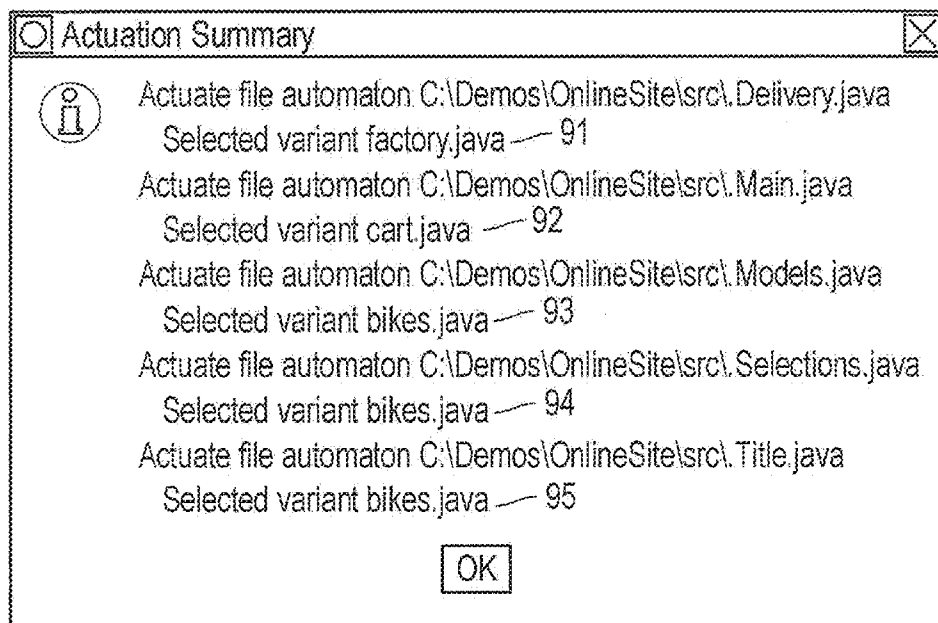 Actuation Summary
Actuate file automaton C:\Demos\OnlineSite\src\.Delivery.java
Selected variant factory.java 91
Actuate file automaton C:\Demos\OnlineSite\src\.Main.java
Selected variant cart.java 92
Actuate file automaton C:\Demos\OnlineSite\src\.Models.java
Selected variant bikes.java 93
Actuate file automaton C:\Demos\OnlineSite\src\.Selections.java
Selected variant bikes.java 94
Actuate file automaton C:\Demos\OnlineSite\src\.Title.java
Selected variant bikes.java 95
OK